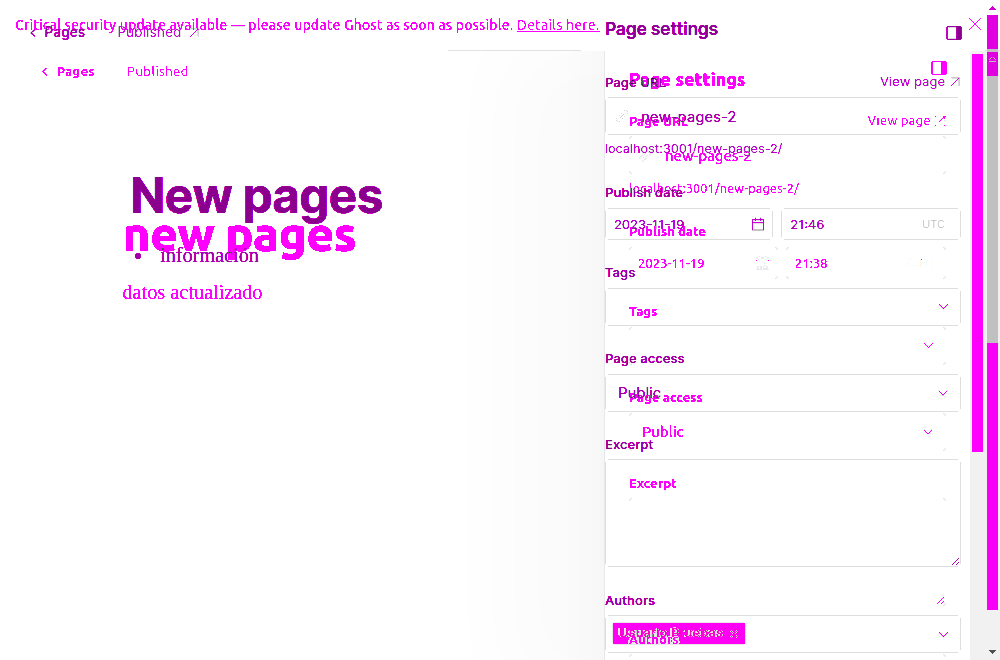 Critical security update available — please update Ghost as soon as possible. Details here.
Pages
Published
Page settings
Pages
Published
Page settings
Page URL
View page
new-pages-2
Page URL
View page
localhost:3001/new-pages-2/
new-pages-2
localhost:3001/new-pages-2/
Publish date
New pages
2023-11-19
21:46
UTC
new pages
Publish date
información
2023-11-19
21:38
Tags
datos actualizado
Tags
Page access
Public
Page access
Public
Excerpt
Excerpt
Authors
Usuario Pruebas
Authors